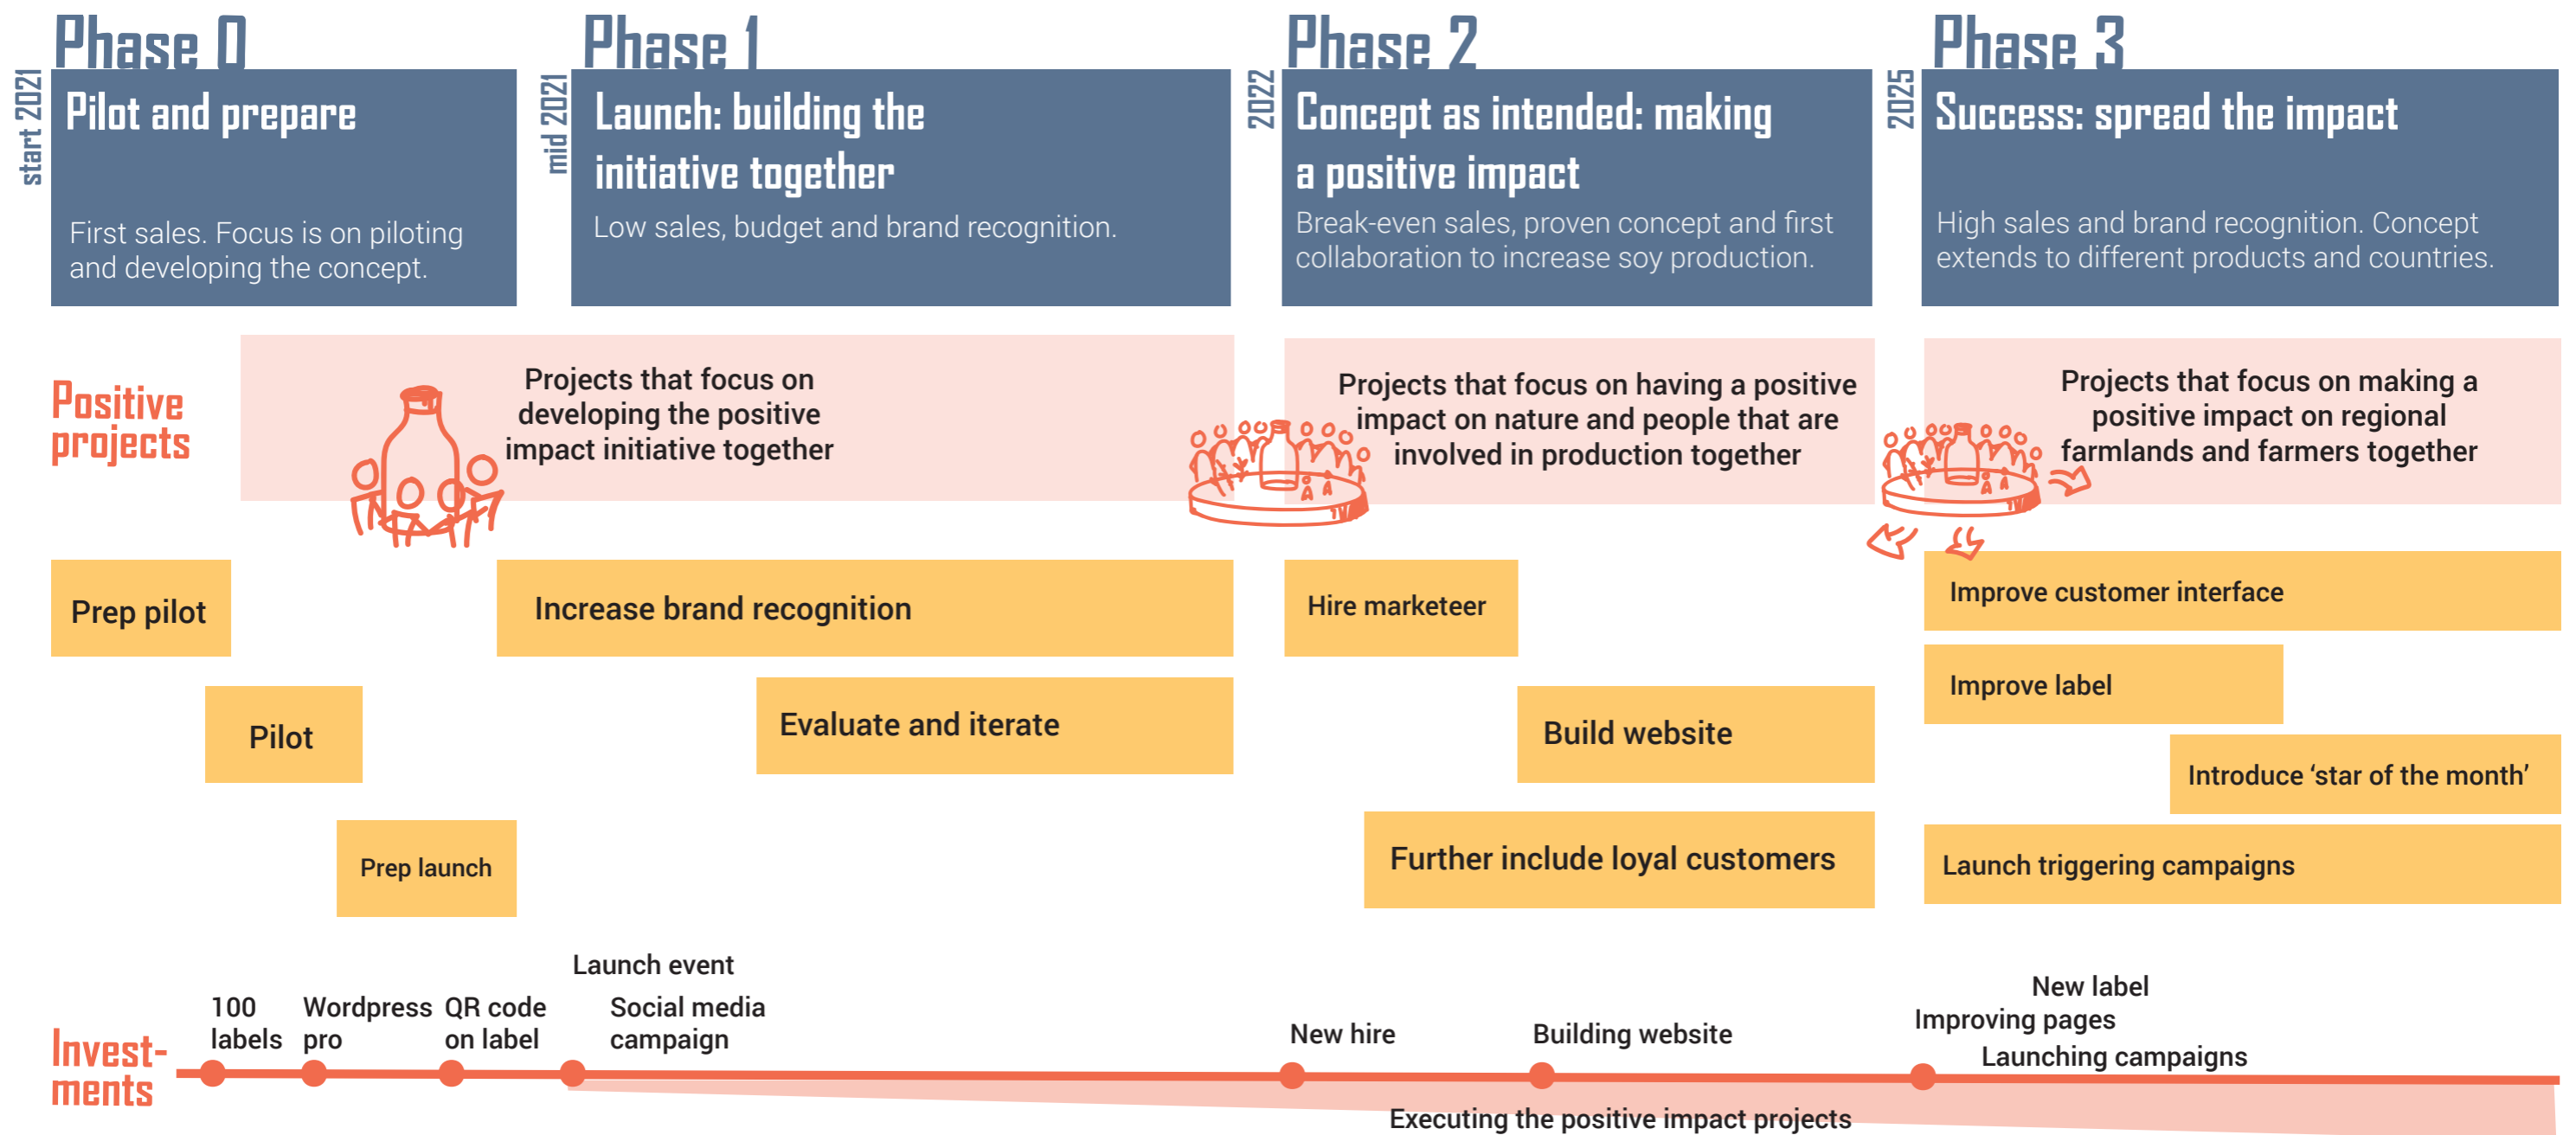 Phase 0
start 2021
Pilot and prepare
First sales. Focus is on piloting
and developing the concept.
Phase 1
mid 2021
Launch: building the
initiative together
Low sales, budget and brand recognition.
Phase 2
2022
Concept as intended: making
a positive impact
Break-even sales, proven concept and first
collaboration to increase soy production.
Phase 3
2025
Success: spread the impact
High sales and brand recognition. Concept
extends to different products and countries.
Positive
projects
Projects that focus on
developing the positive
impact initiative together
Projects that focus on having a positive
impact on nature and people that are
involved in production together
Projects that focus on making a
positive impact on regional
farmlands and farmers together
Prep pilot
Pilot
Prep launch
Increase brand recognition
Evaluate and iterate
Hire marketeer
Build website
Further include loyal customers
Improve customer interface
Improve label
Introduce ‘star of the month’
Launch triggering campaigns
Invest-
ments
100
labels
Wordpress
pro
QR code
on label
Launch event
Social media
campaign
New hire
Building website
New label
Improving pages
Launching campaigns
Executing the positive impact projects